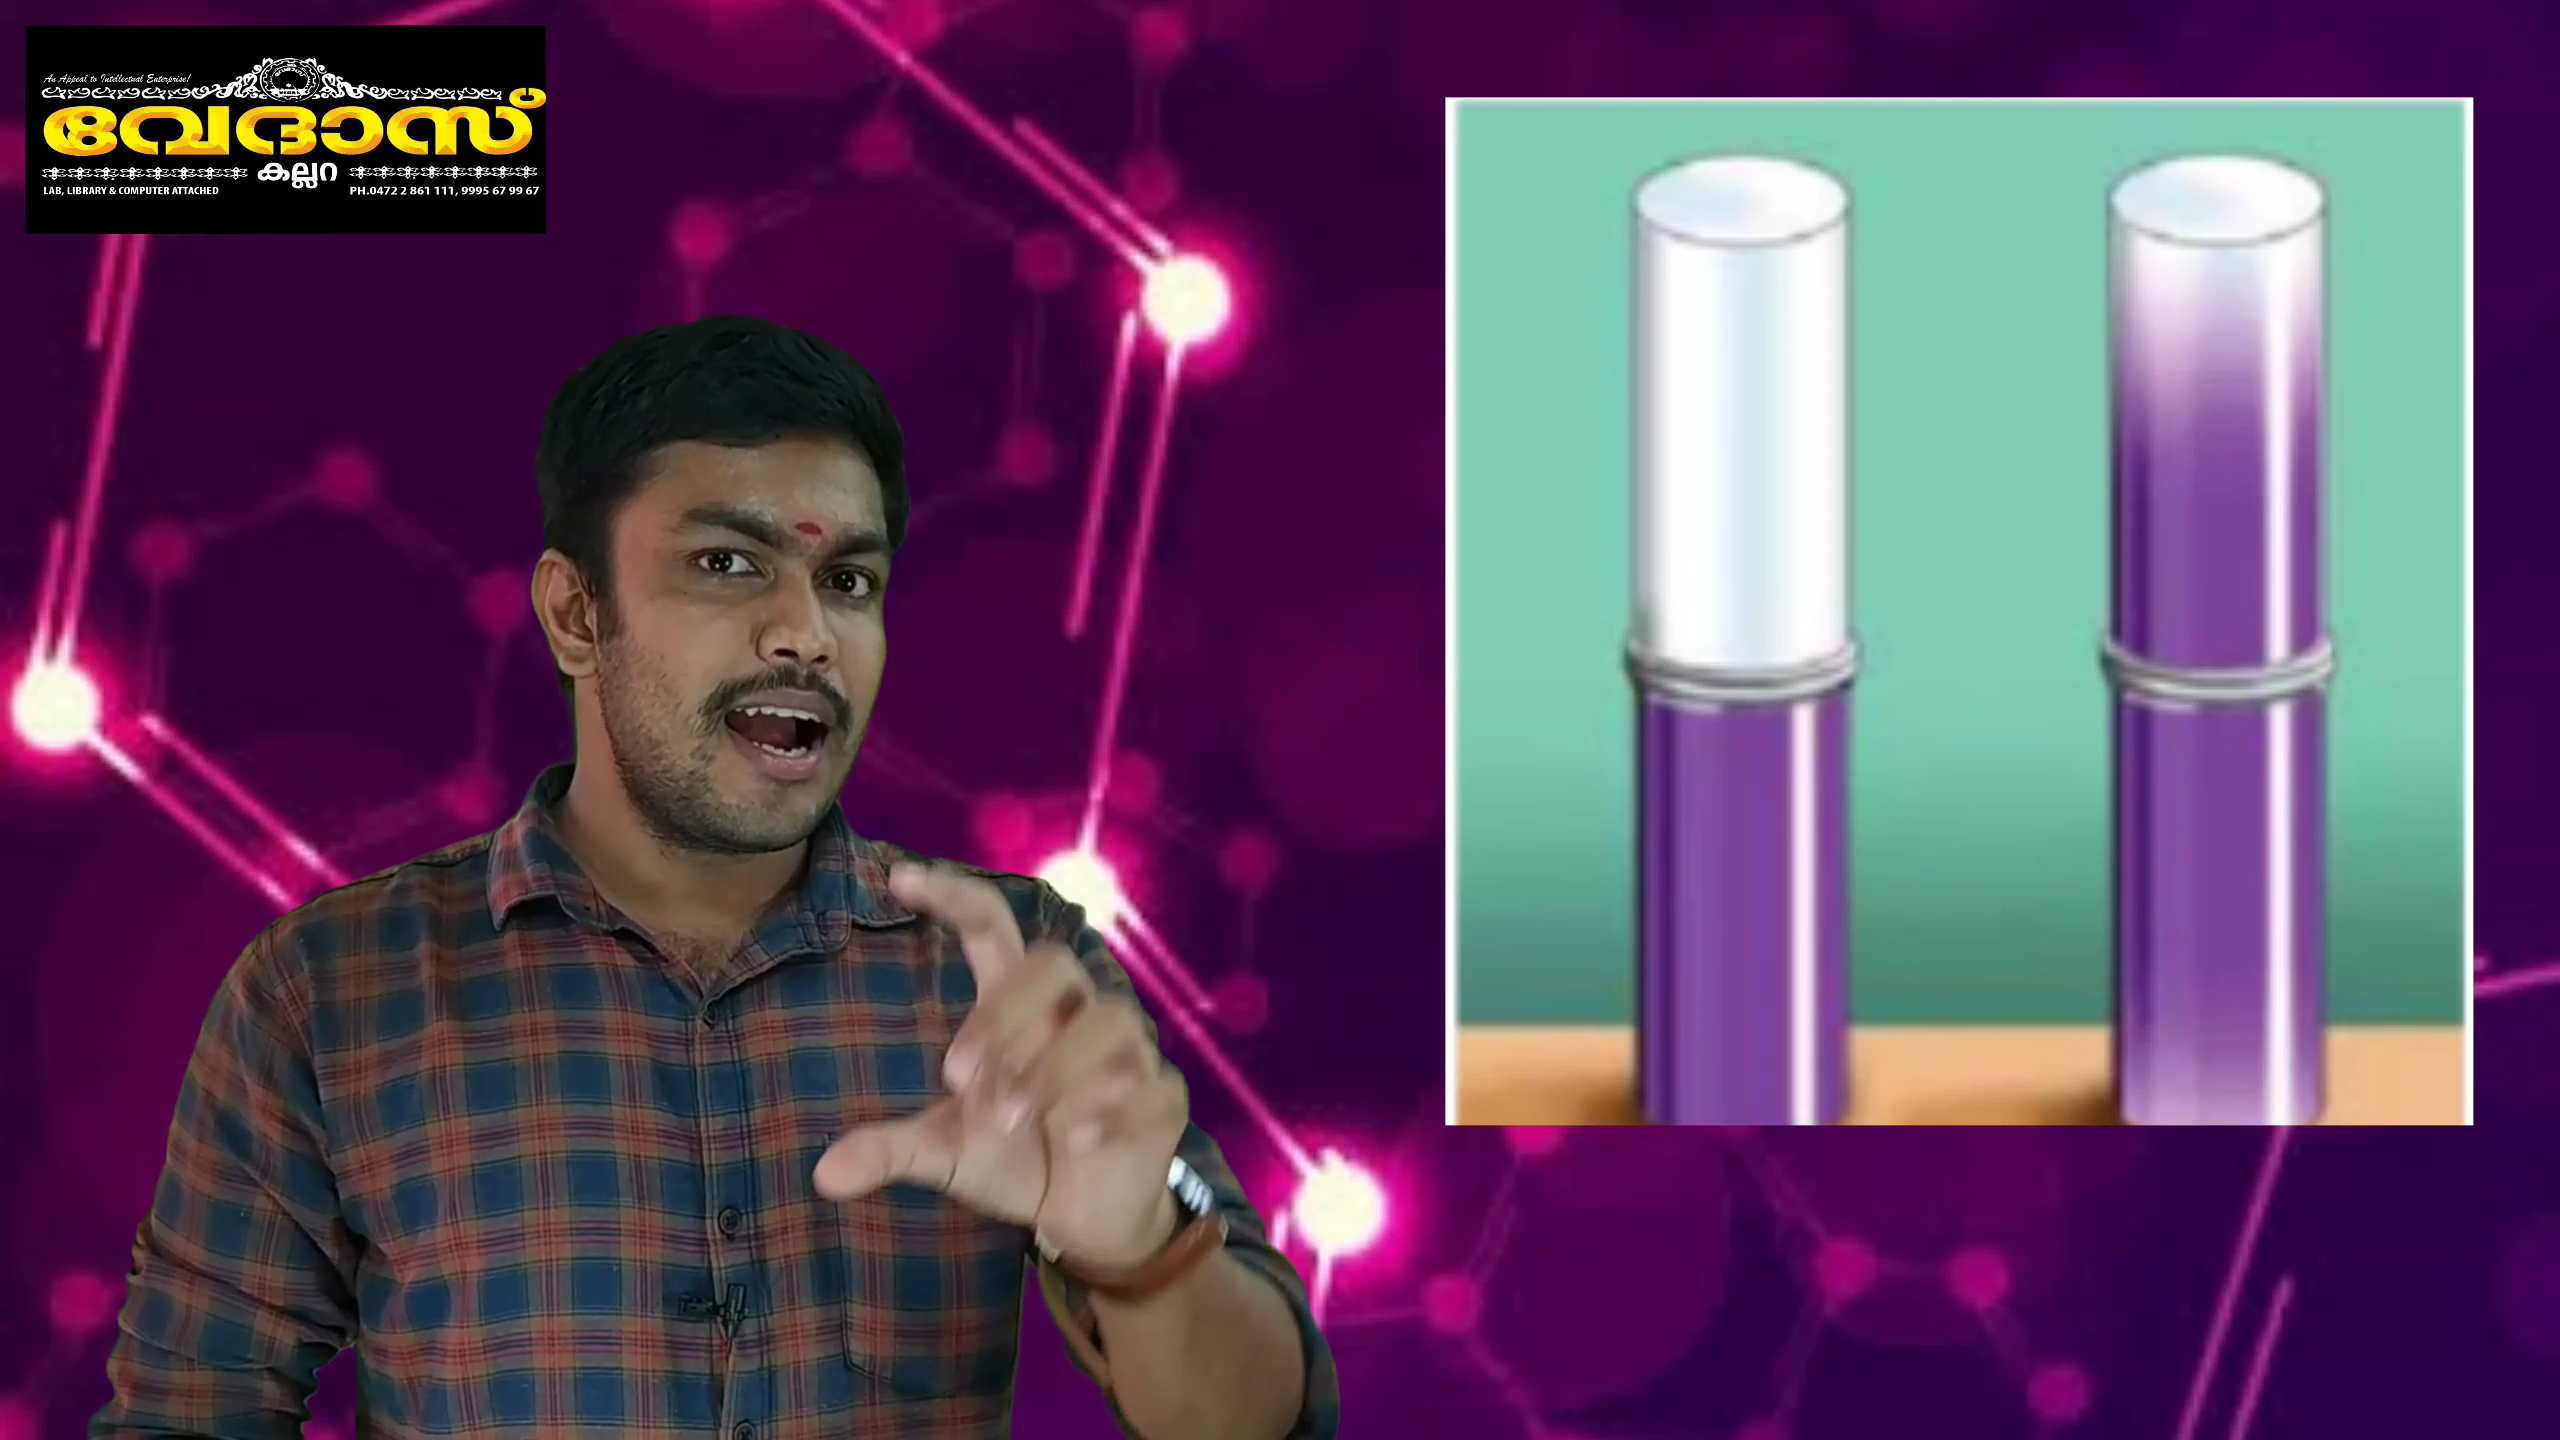 An Appeal to Intellectual Enterprise!
വേദാസ്
കല്ലറ
LAB, LIBRARY & COMPUTER ATTACHED
PH.0472 2 861 111, 9995 67 99 67